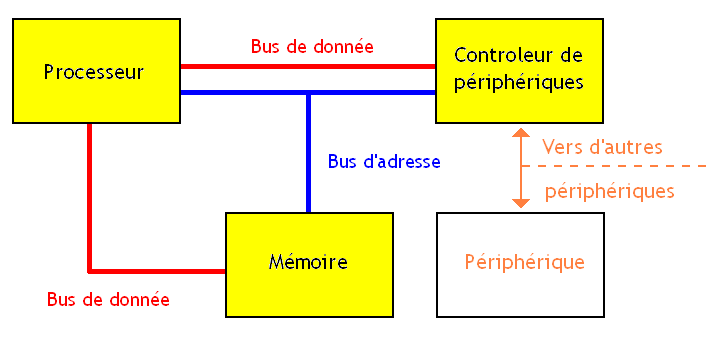 Bus de donnée
Processeur
Controleur de
périphériques
Vers d'autres
périphériques
Bus d'adresse
Mémoire
Périphérique
Bus de donnée